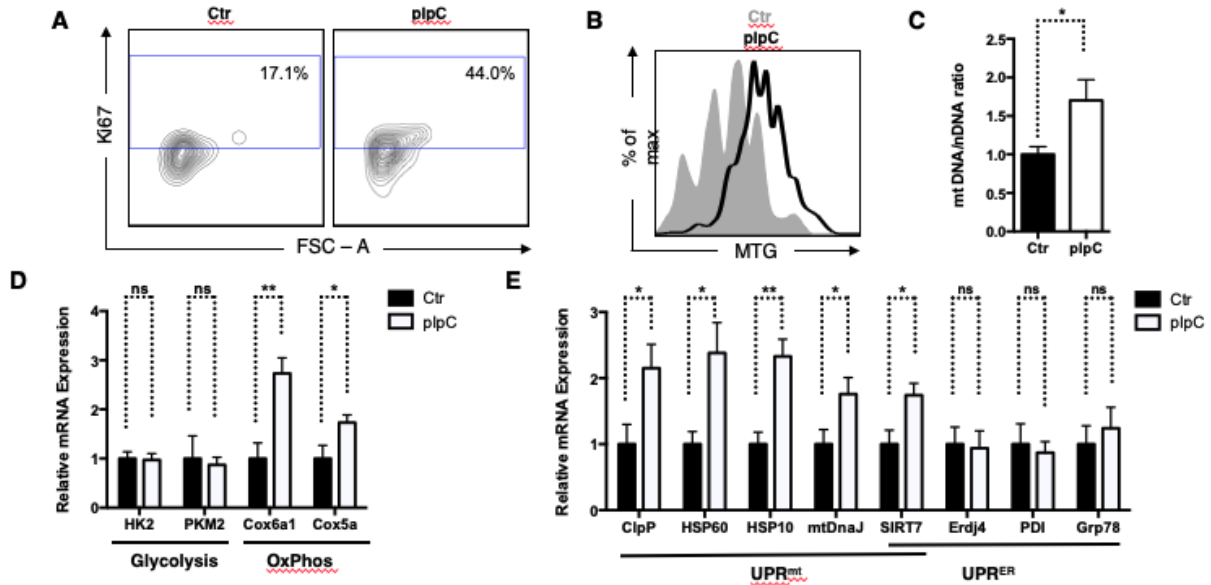 A
Ctr
pIpC
17.1%
44.0%
Ki67
FSC – A
B
Ctr
pIpC
% of
max
MTG
C
*
mt DNA/nDNA ratio
2.5
2.0
1.5
1.0
0.5
0.0
Ctr
pIpC
D
ns
ns
**
*
Ctr
pIpC
Relative mRNA Expression
4
3
2
1
0
HK2 PKM2 Cox6a1 Cox5a
Glycolysis OxPhos
E
* * ** * * ns ns ns
Ctr
pIpC
Relative mRNA Expression
3
2
1
0
ClpP HSP60 HSP10 mtDnaJ SIRT7 Erdj4 PDI Grp78
UPRmt UPRER